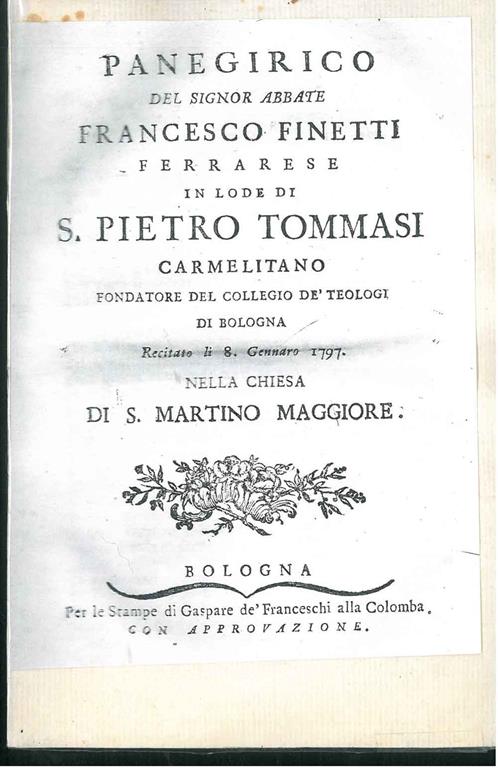 PANEGIRICO
DEL SIGNOR ABBATE
FRANCESCO FINETTI
FERRARESE
IN LODE DI
S. PIETRO TOMMASI
CARMELITANO
FONDATORE DEL COLLEGIO DE' TEOLOGI
DI BOLOGNA
Recitato li 8. Gennaro 1797.
NELLA CHIESA
DI S. MARTINO MAGGIORE.
BOLOGNA
Per le Stampe di Gaspare de' Franceschi alla Colomba.
CON APPROVAZIONE.